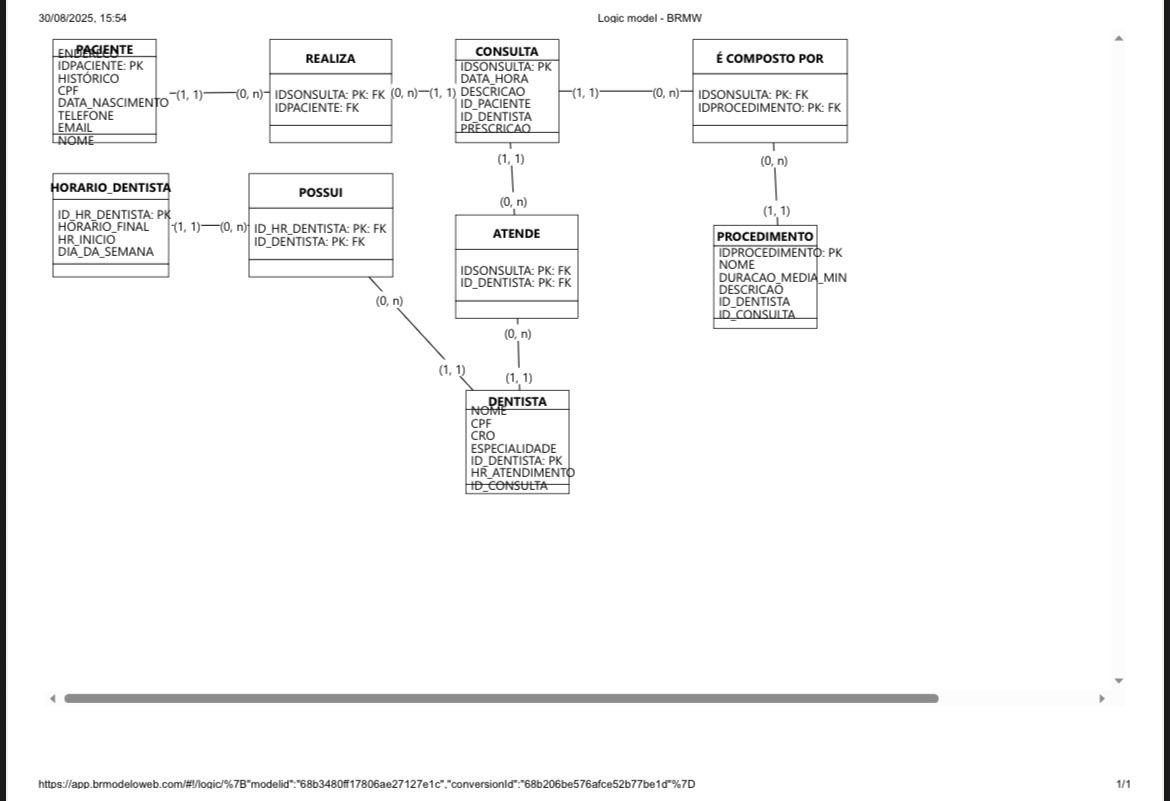 30/08/2025, 15:54
Logic model - BRMW
PACIENTE
ENDERECO
IDPACIENTE: PK
HISTÓRICO
CPF
DATA_NASCIMENTO
TELEFONE
EMAIL
NOME
(1, 1)
(0, n)
REALIZA
IDSONSULTA: PK: FK
IDPACIENTE: FK
(0, n)
(1, 1)
CONSULTA
IDSONSULTA: PK
DATA_HORA
DESCRICAO
ID_PACIENTE
ID_DENTISTA
PRESCRICAO
(1, 1)
(0, n)
É COMPOSTO POR
IDSONSULTA: PK: FK
IDPROCEDIMENTO: PK: FK
(1, 1)
(0, n)
(0, n)
(1, 1)
HORARIO_DENTISTA
ID_HR_DENTISTA: PK
HORARIO_FINAL
HR_INICIO
DIA_DA_SEMANA
(1, 1)
(0, n)
POSSUI
ID_HR_DENTISTA: PK: FK
ID_DENTISTA: PK: FK
ATENDE
IDSONSULTA: PK: FK
ID_DENTISTA: PK: FK
PROCEDIMENTO
IDPROCEDIMENTO: PK
NOME
DURACAO_MEDIA_MIN
DESCRICAO
ID_DENTISTA
ID_CONSULTA
(0, n)
(1, 1)
(0, n)
(1, 1)
DENTISTA
NOME
CPF
CRO
ESPECIALIDADE
ID_DENTISTA: PK
HR_ATENDIMENTO
ID_CONSULTA
https://app.brmodeloweb.com/#!/logic/%7B"modelid":"68b3480ff17806ae27127e1c","conversionId":"68b206be576afce52b77be1d"%7D
1/1